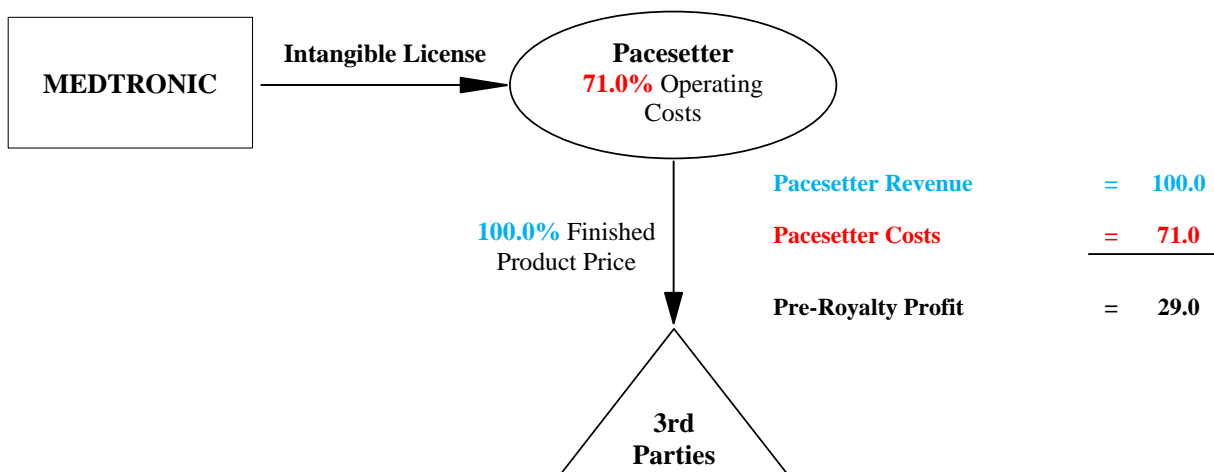 MEDTRONIC
Intangible License
Pacesetter
71.0% Operating
Costs
100.0% Finished
Product Price
Pacesetter Revenue = 100.0
Pacesetter Costs = 71.0
Pre-Royalty Profit = 29.0
3rd
Parties